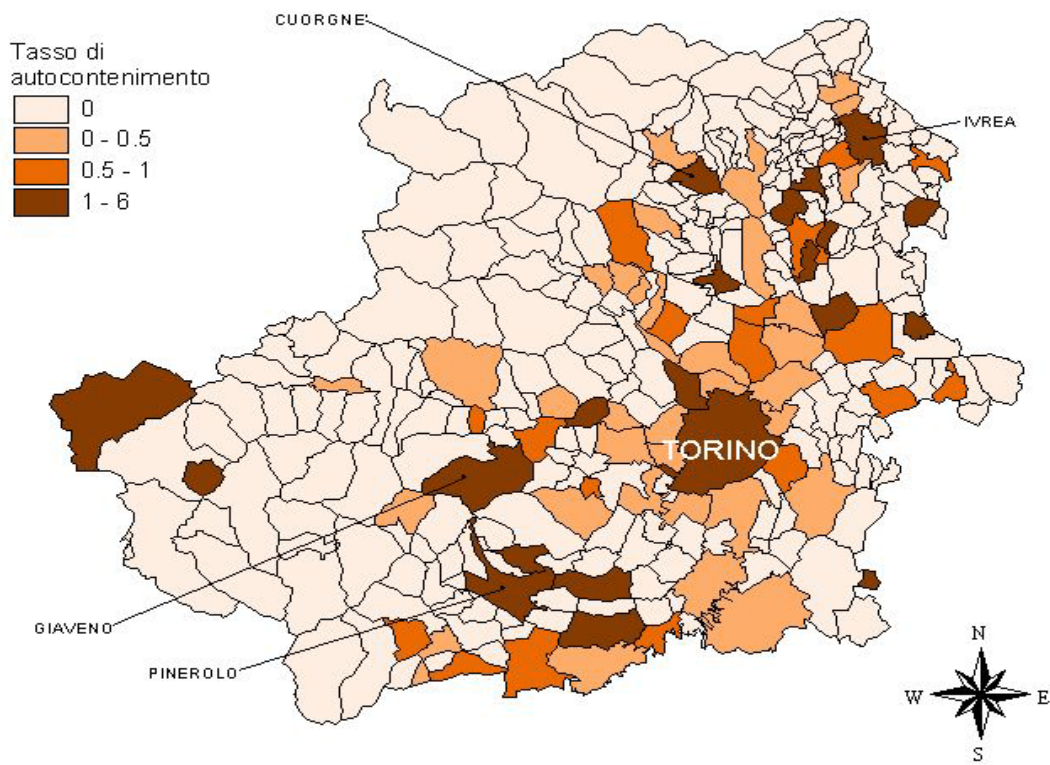 CUORGNE'
Tasso di
autocontenimento
0
0 - 0.5
0.5 - 1
1 - 6
IVREA
TORINO
GIAVENO
PINEROLO
N
W E
S